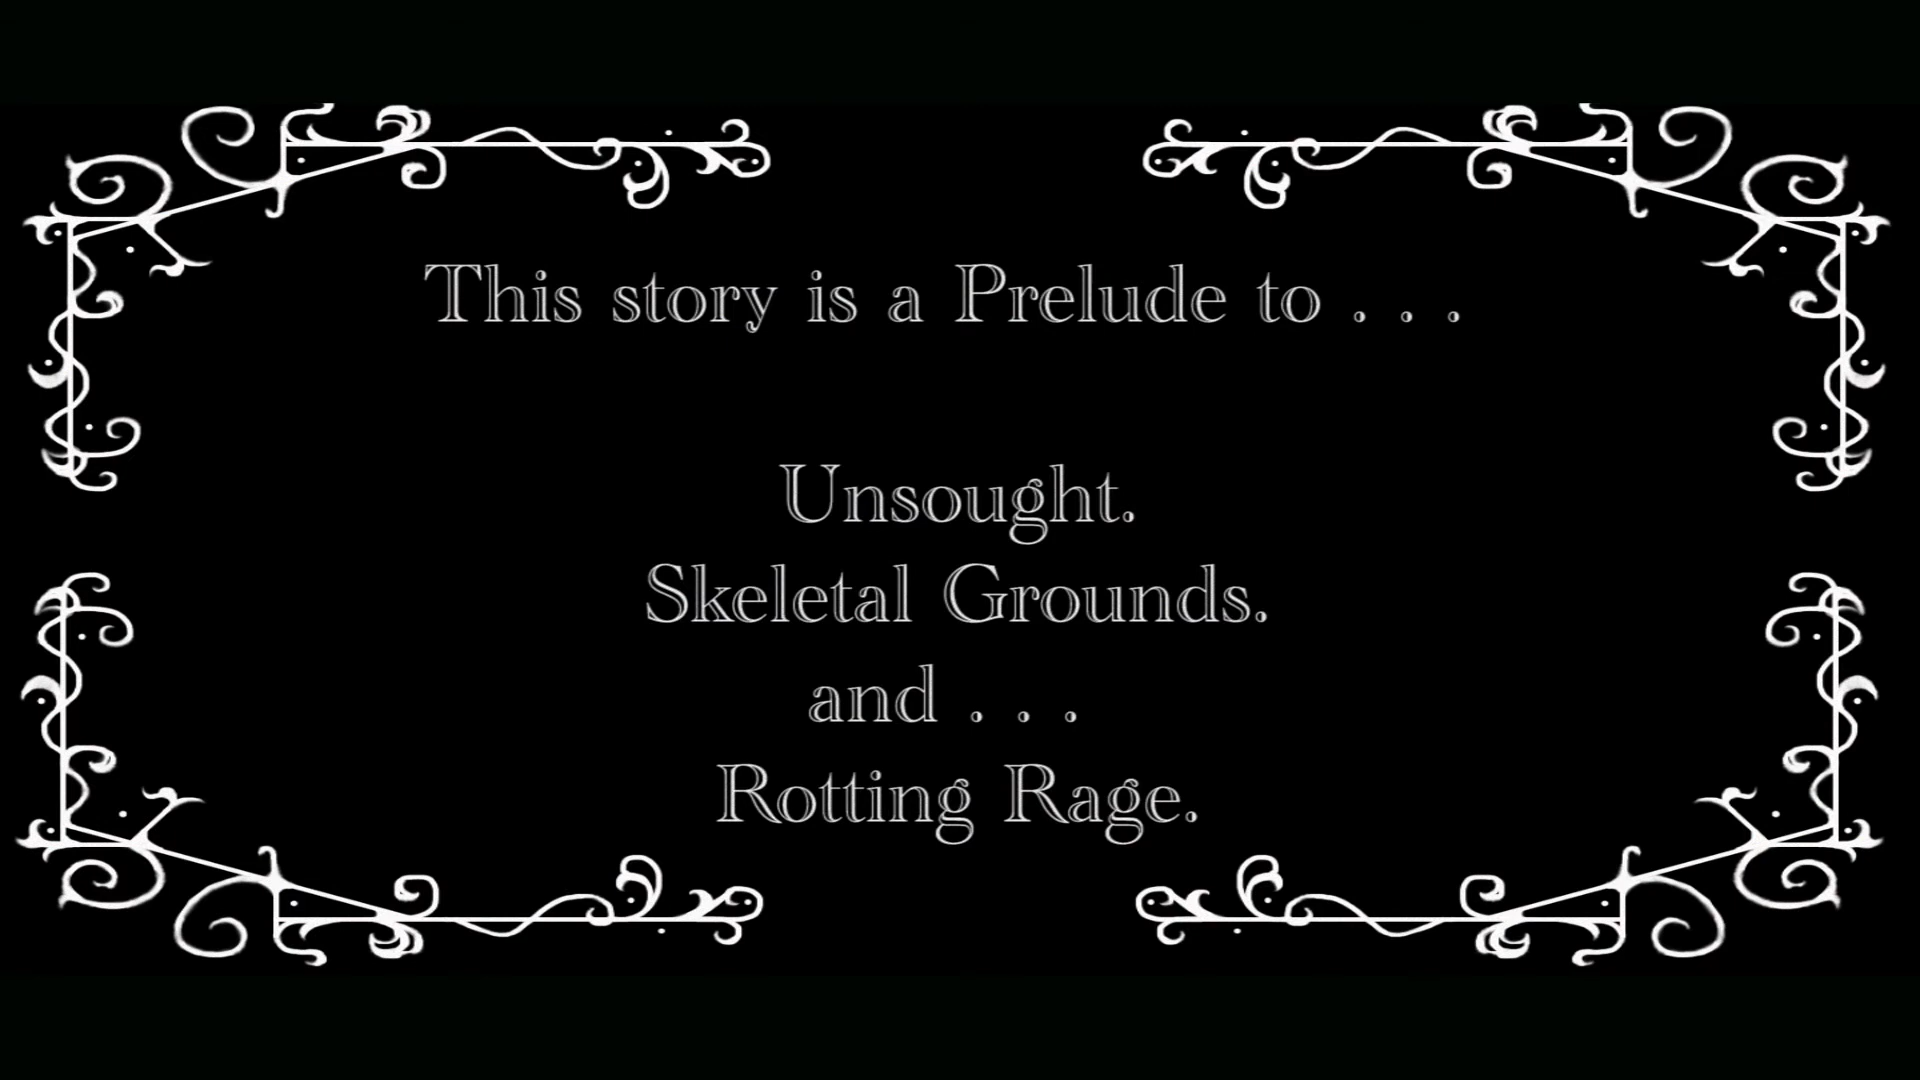 This story is a Prelude to . . .
Unsought.
Skeletal Grounds.
and . . .
Rotting Rage.